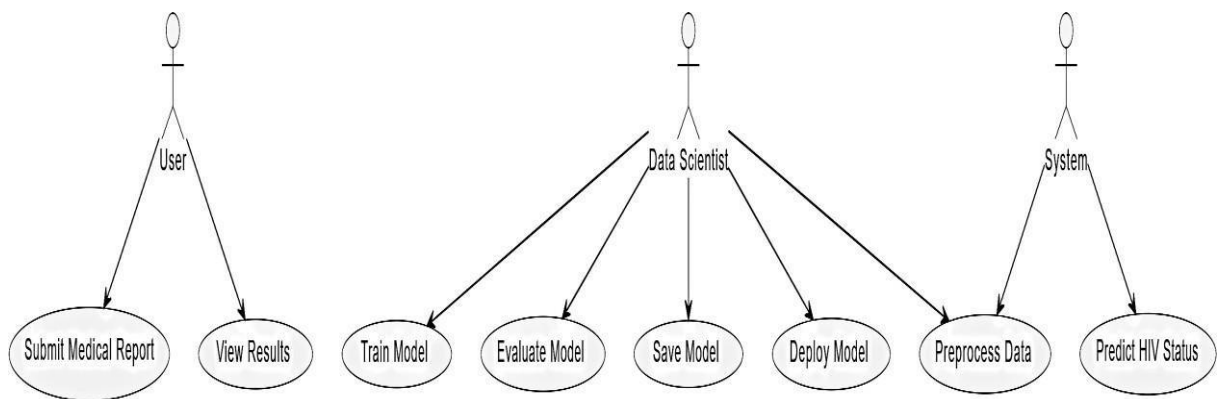 User
Data Scientist
System
Submit Medical Report
View Results
Train Model
Evaluate Model
Save Model
Deploy Model
Preprocess Data
Predict HIV Status